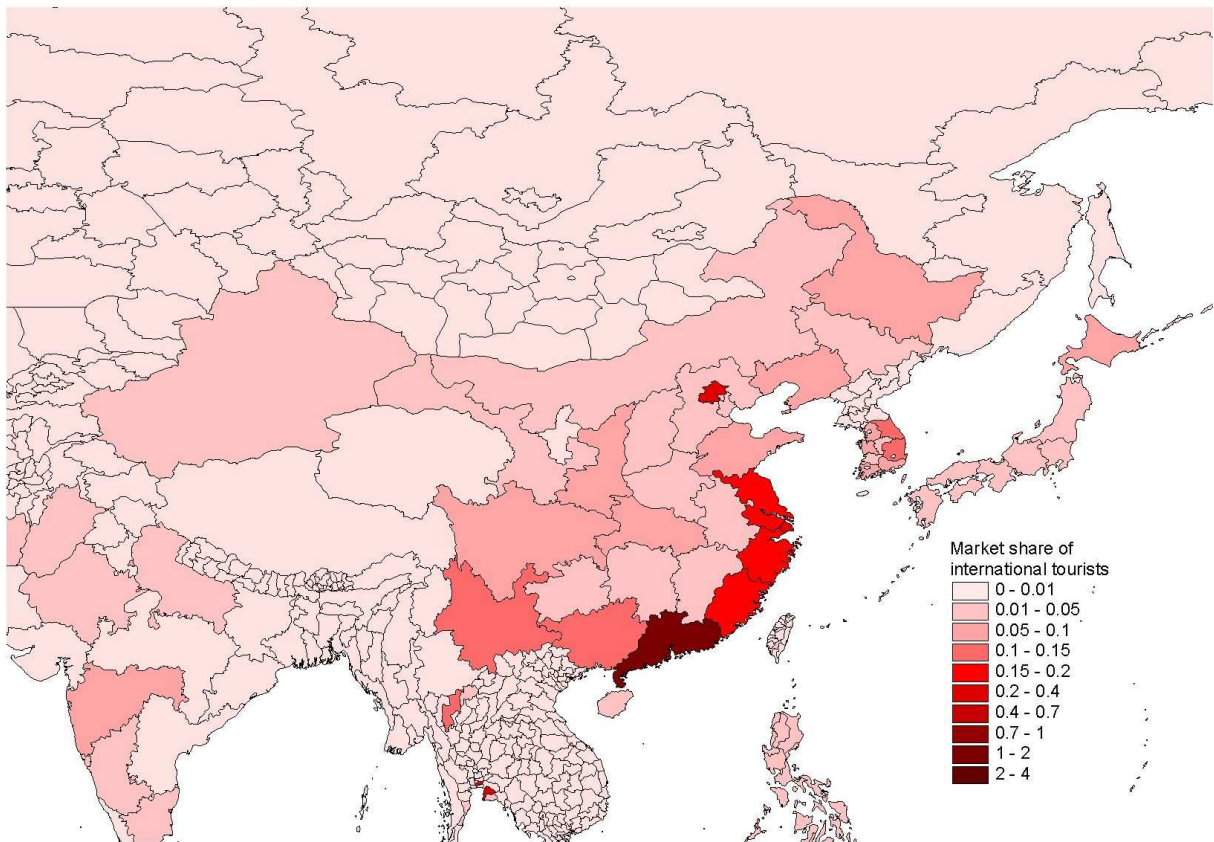 Market share of
international tourists
0 - 0.01
0.01 - 0.05
0.05 - 0.1
0.1 - 0.15
0.15 - 0.2
0.2 - 0.4
0.4 - 0.7
0.7 - 1
1 - 2
2 - 4